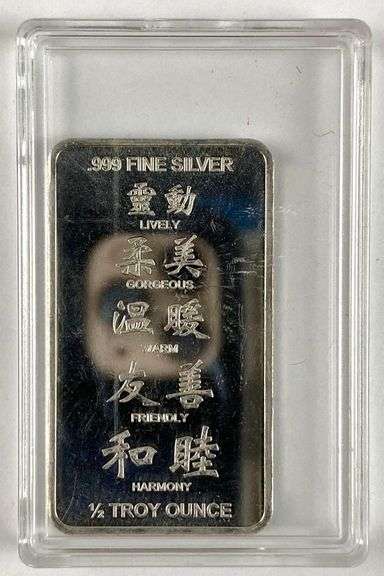 .999 FINE SILVER
靈動
LIVELY
柔美
GORGEOUS
温暖
WARM
友善
FRIENDLY
和睦
HARMONY
½ TROY OUNCE